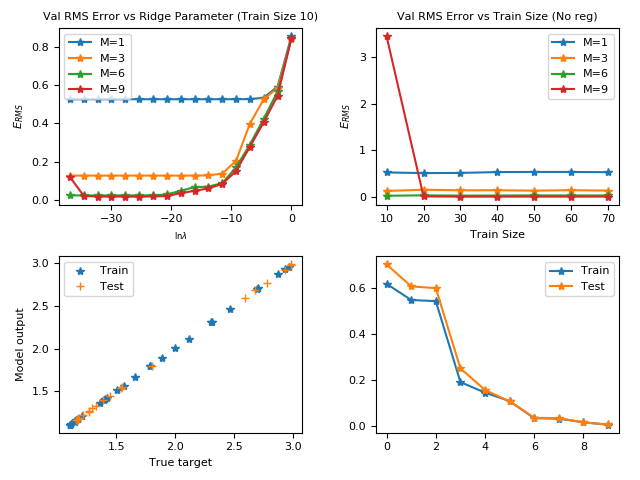 Val RMS Error vs Ridge Parameter (Train Size 10)
E_RMS
0.8
0.6
0.4
0.2
0.0
M=1
M=3
M=6
M=9
−30 −20 −10 0
lnλ
Val RMS Error vs Train Size (No reg)
E_RMS
3
2
1
0
M=1
M=3
M=6
M=9
10 20 30 40 50 60 70
Train Size
Model output
3.0
2.5
2.0
1.5
Train
Test
1.5 2.0 2.5 3.0
True target
0.6
0.4
0.2
0.0
Train
Test
0 2 4 6 8